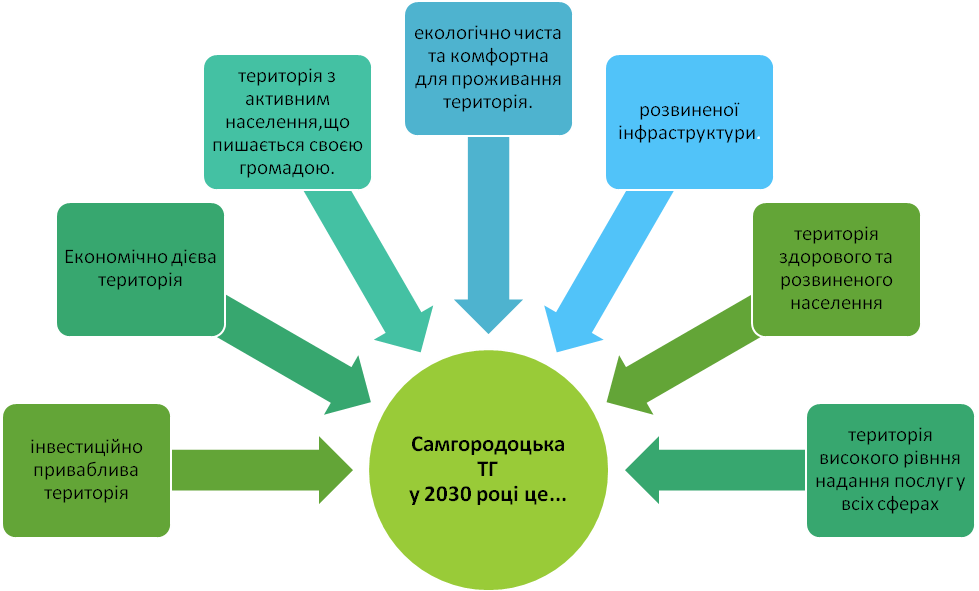 інвестиційно
приваблива
територія
Економічно дієва
територія
територія з
активним
населення,що
пишається своєю
громадою.
екологічно чиста
та комфортна
для проживання
територія.
розвиненої
інфраструктури.
територія
здорового та
розвиненого
населення
територія
високого рівння
надання послуг у
всіх сферах
Самгородоцька
ТГ
у 2030 році це...